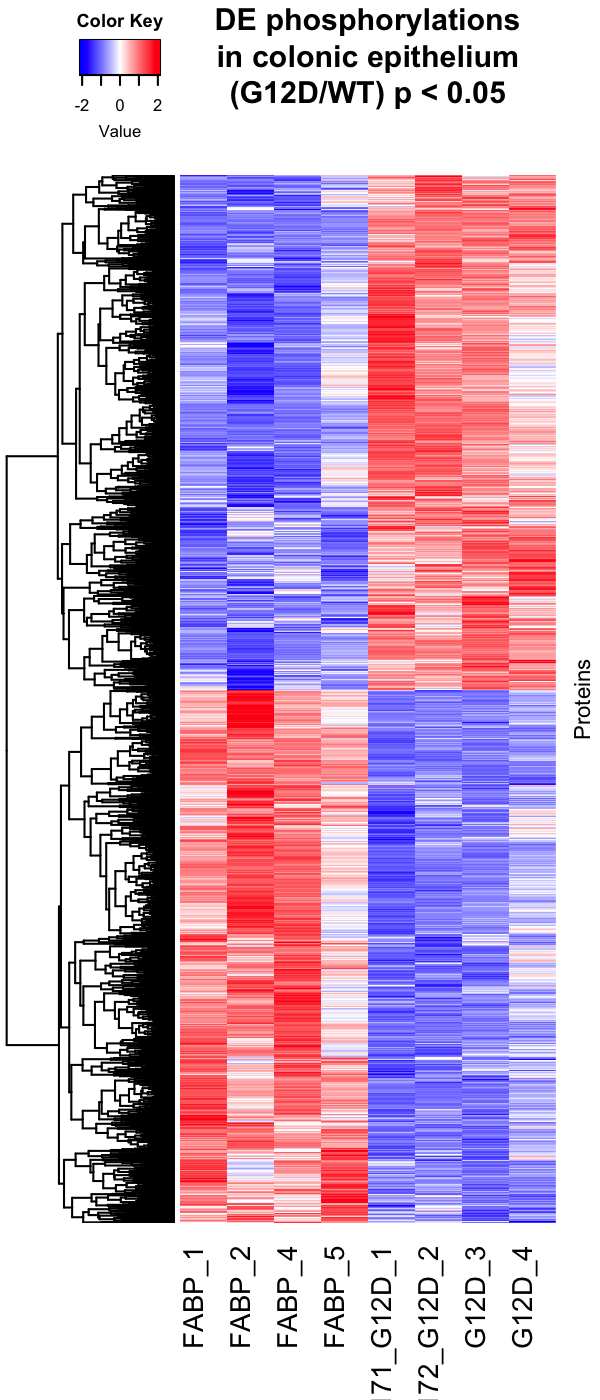 Color Key
-2 0 2
Value
DE phosphorylations
in colonic epithelium
(G12D/WT) p < 0.05
Proteins
FABP_1
FABP_2
FABP_4
FABP_5
71_G12D_1
72_G12D_2
G12D_3
G12D_4